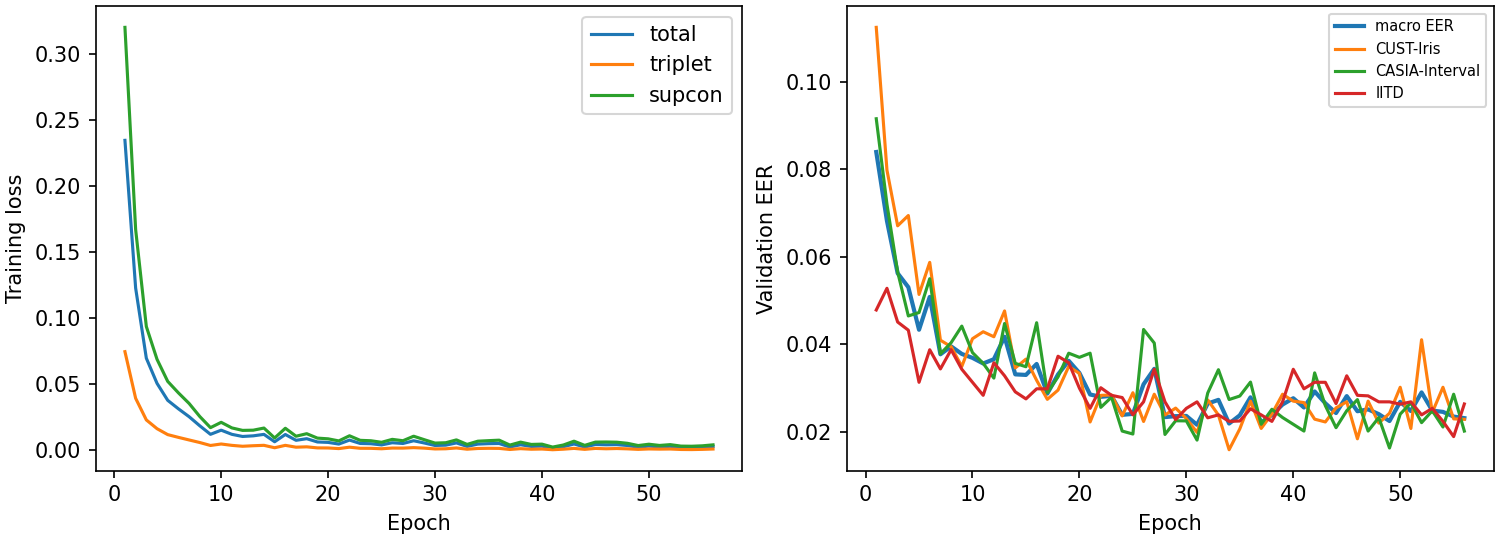 total
triplet
supcon
0.30
0.25
0.20
0.15
0.10
0.05
0.00
Training loss
0
10
20
30
40
50
Epoch
macro EER
CUST-Iris
CASIA-Interval
IITD
0.10
0.08
0.06
0.04
0.02
Validation EER
0
10
20
30
40
50
Epoch